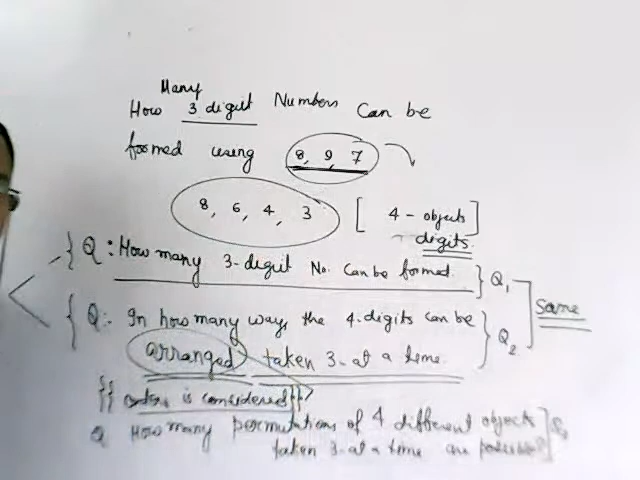 How Many 3 digit Numbers Can be
formed using 8, 9, 7
8, 6, 4, 3 [ 4 - objects ]
digits.
{ Q : How many 3-digit No. Can be formed } Q1
Same
{ Q :- In how many ways the 4-digits can be
arranged taken 3-at a time. } Q2
{{ order is considered }}
Q How many permutations of 4 different objects
taken 3-at a time are possible